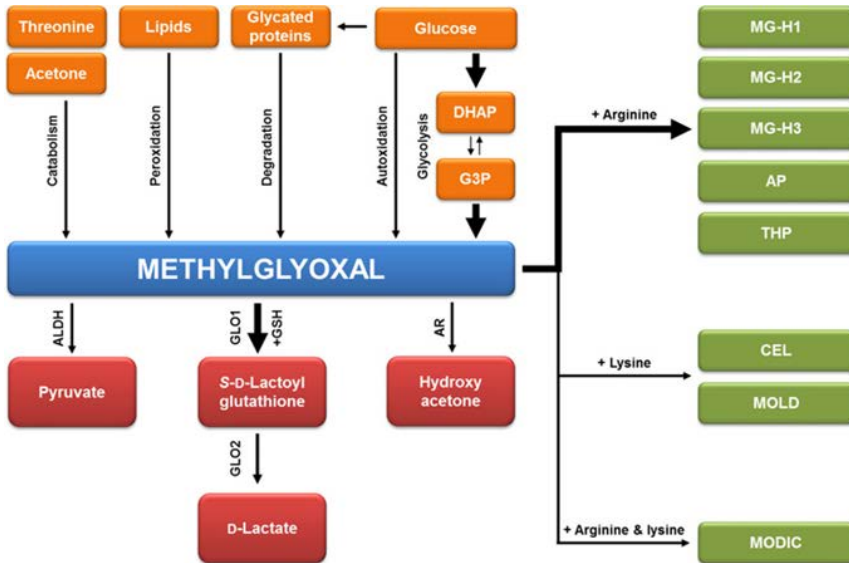 Threonine
Lipids
Glycated
proteins
Glucose
MG-H1
Acetone
MG-H2
DHAP
+ Arginine
MG-H3
Catabolism
Peroxidation
Degradation
Autoxidation
Glycolysis
G3P
AP
THP
METHYLGLYOXAL
ALDH
GLO1
+GSH
AR
CEL
+ Lysine
Pyruvate
S-D-Lactoyl
glutathione
Hydroxy
acetone
MOLD
GLO2
D-Lactate
+ Arginine & lysine
MODIC